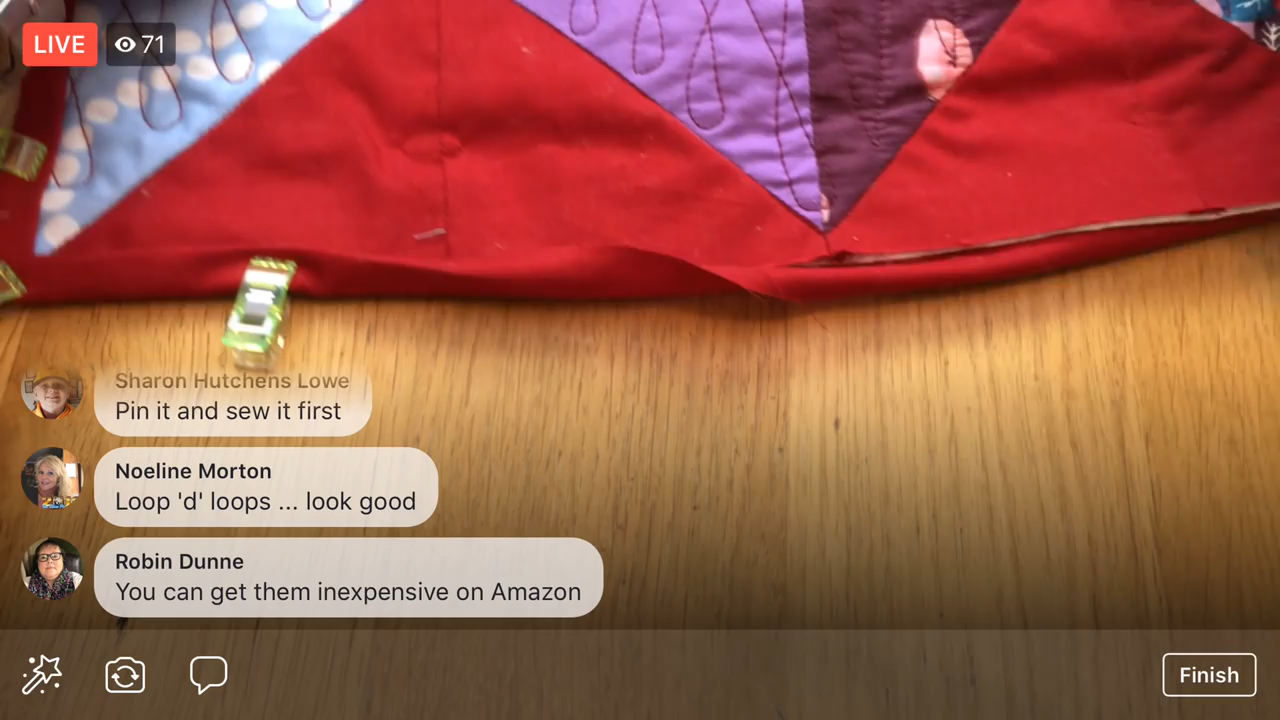 LIVE 71
Sharon Hutchens Lowe
Pin it and sew it first
Noeline Morton
Loop 'd' loops ... look good
Robin Dunne
You can get them inexpensive on Amazon
Finish